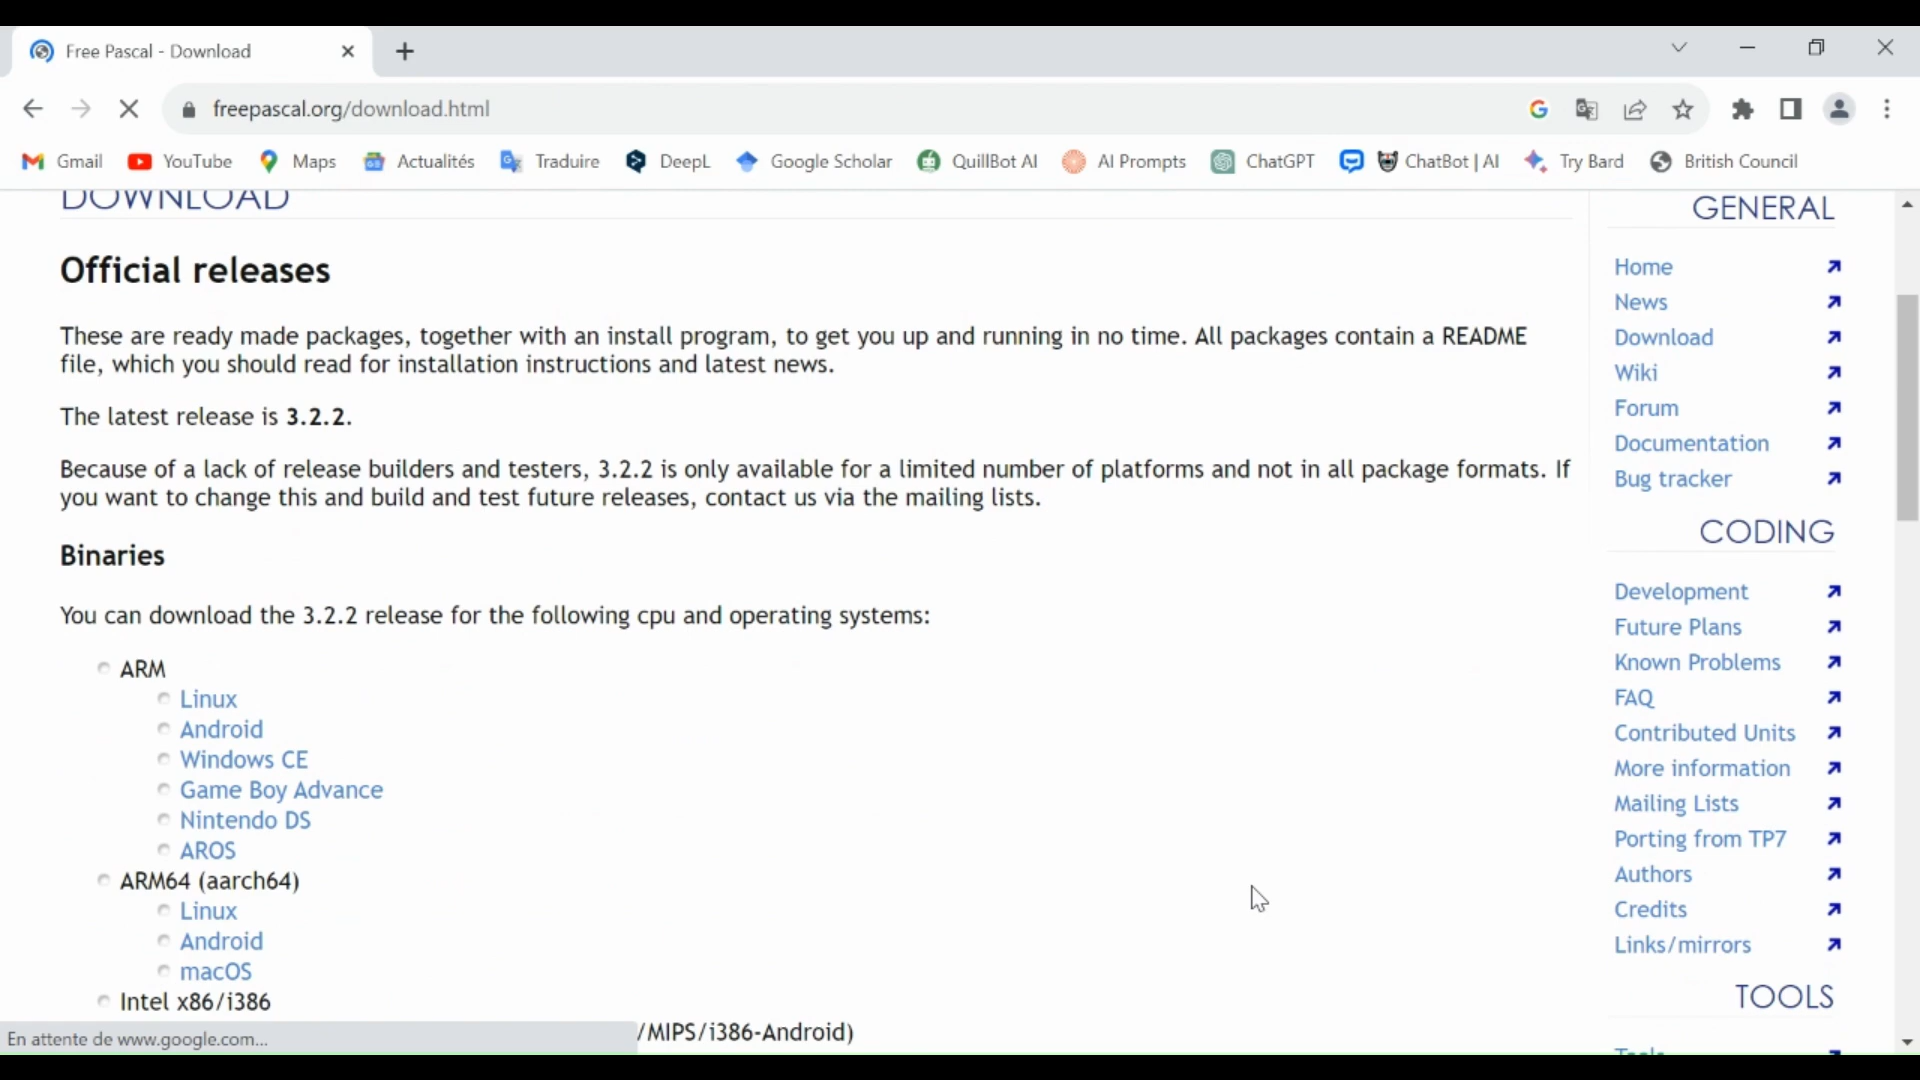 Free Pascal - Download
freepascal.org/download.html
Gmail YouTube Maps Actualités Traduire DeepL Google Scholar QuillBot AI AI Prompts ChatGPT ChatBot | AI Try Bard British Council
DOWNLOAD
Official releases
These are ready made packages, together with an install program, to get you up and running in no time. All packages contain a README
file, which you should read for installation instructions and latest news.
The latest release is 3.2.2.
Because of a lack of release builders and testers, 3.2.2 is only available for a limited number of platforms and not in all package formats. If
you want to change this and build and test future releases, contact us via the mailing lists.
Binaries
You can download the 3.2.2 release for the following cpu and operating systems:
ARM
Linux
Android
Windows CE
Game Boy Advance
Nintendo DS
AROS
ARM64 (aarch64)
Linux
Android
macOS
Intel x86/i386
/MIPS/i386-Android)
En attente de www.google.com...
GENERAL
Home
News
Download
Wiki
Forum
Documentation
Bug tracker
CODING
Development
Future Plans
Known Problems
FAQ
Contributed Units
More information
Mailing Lists
Porting from TP7
Authors
Credits
Links/mirrors
TOOLS